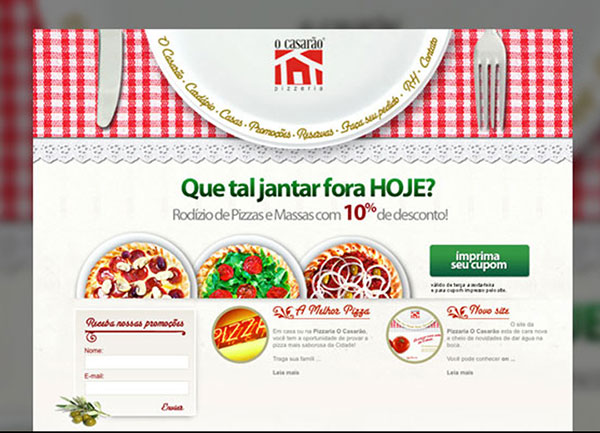 O CASARÃO
pizzeria
O Casarão • Cardápio • Casas • Promoções • Reservas • Faça seu pedido • RH • Contato
Que tal jantar fora HOJE?
Rodízio de Pizzas e Massas com 10% de desconto!
imprima
seu cupom
válido de terça a sexta-feira
e para cupom impresso pelo site.
Receba nossas promoções
Nome:
E-mail:
Enviar
PIZZA
A Melhor Pizza
Em casa ou na Pizzaria O Casarão,
você tem a oportunidade de provar a
pizza mais saborosa da Cidade!
Traga sua famíli ...
Leia mais
Novo site
O site da
Pizzaria O Casarão esta de cara nova
e cheio de novidades de dar água na
boca.
Você pode conhecer
Leia mais